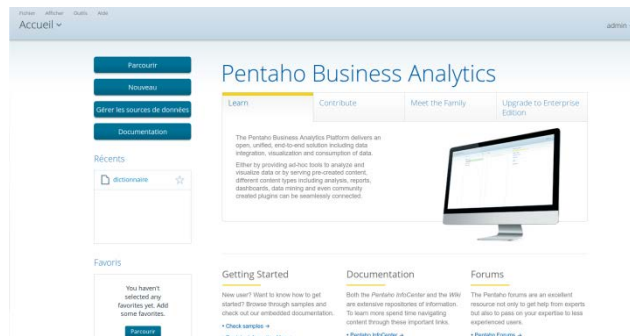 Fichier Afficher Outils Aide
Accueil
admin
Parcourir
Nouveau
Gérer les sources de données
Documentation
Récents
dictionnaire
Favoris
You haven't
selected any
favorites yet. Add
some favorites.
Parcourir
Pentaho Business Analytics
Learn
Contribute
Meet the Family
Upgrade to Enterprise
Edition
The Pentaho Business Analytics Platform delivers an
open, unified, end-to-end solution including data
integration, visualization and consumption of data.
Either by providing ad-hoc tools to analyze and
visualize data or by serving pre-created content,
different content types including analysis, reports,
dashboards, data mining and even community
created plugins can be seamlessly connected.
Getting Started
New user? Want to know how to get
started? Browse through samples and
check out our embedded documentation.
• Check samples →
Documentation
Both the Pentaho InfoCenter and the Wiki
are extensive repositories of information.
To learn more spend time navigating
content through these important links.
• Pentaho InfoCenter →
Forums
The Pentaho forums are an excellent
resource not only to get help from experts
but also to pass on your expertise to less
experienced users.
• Pentaho Forums →